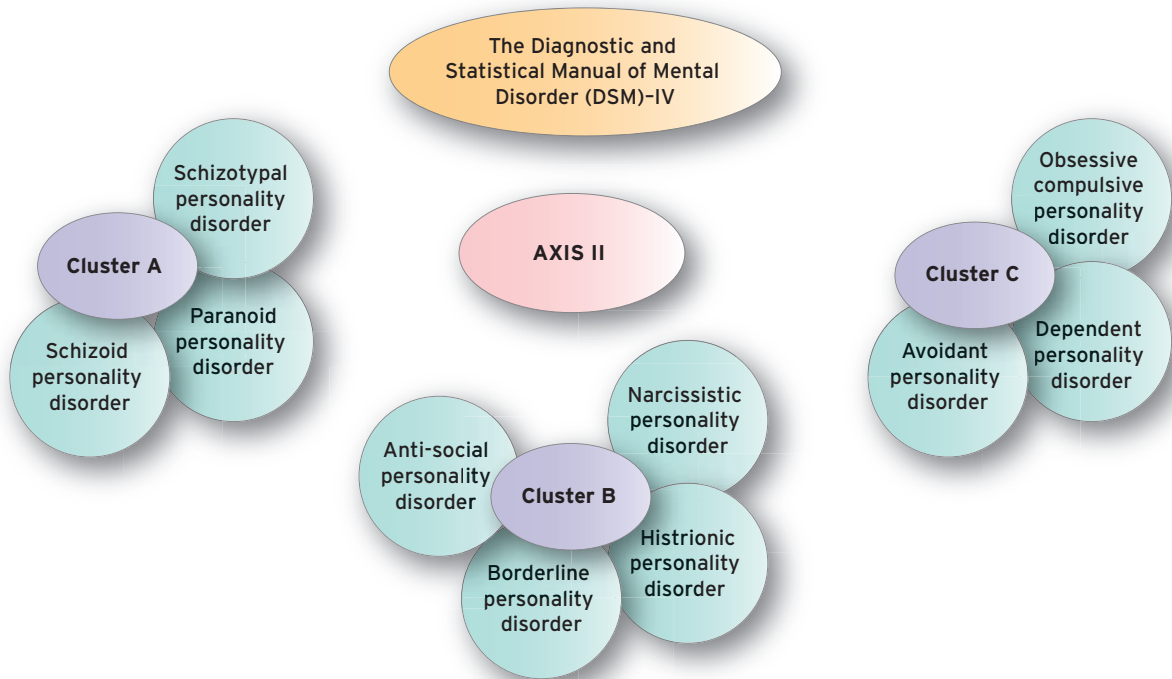 The Diagnostic and
Statistical Manual of Mental
Disorder (DSM)–IV
AXIS II
Cluster A
Schizotypal
personality
disorder
Paranoid
personality
disorder
Schizoid
personality
disorder
Cluster B
Anti-social
personality
disorder
Narcissistic
personality
disorder
Histrionic
personality
disorder
Borderline
personality
disorder
Cluster C
Obsessive
compulsive
personality
disorder
Dependent
personality
disorder
Avoidant
personality
disorder